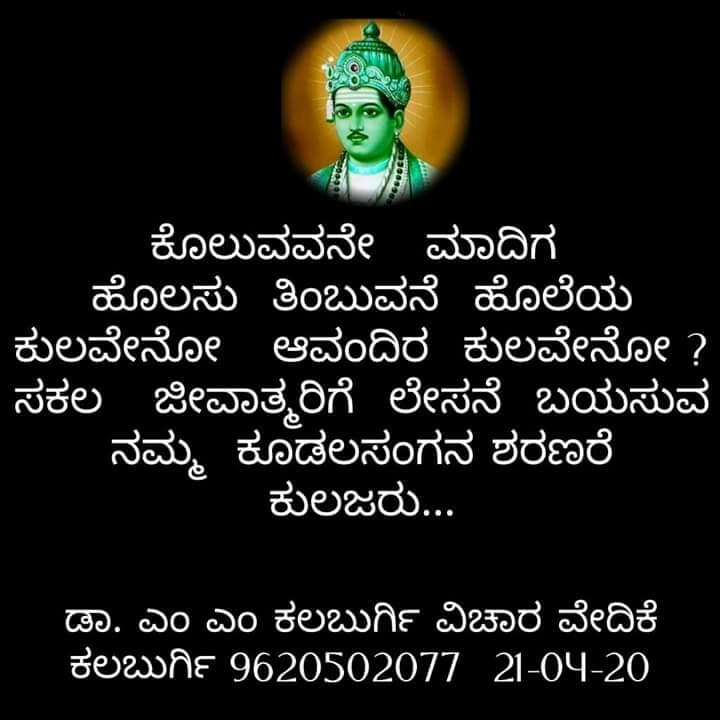 ಕೊಲುವವನೇ ಮಾದಿಗ
ಹೊಲಸು ತಿಂಬುವನೆ ಹೊಲೆಯ
ಕುಲವೇನೋ ಆವಂದಿರ ಕುಲವೇನೋ ?
ಸಕಲ ಜೀವಾತ್ಮರಿಗೆ ಲೇಸನೆ ಬಯಸುವ
ನಮ್ಮ ಕೂಡಲಸಂಗನ ಶರಣರೆ
ಕುಲಜರು...
ಡಾ. ಎಂ ಎಂ ಕಲಬುರ್ಗಿ ವಿಚಾರ ವೇದಿಕೆ
ಕಲಬುರ್ಗಿ 9620502077 21-04-20